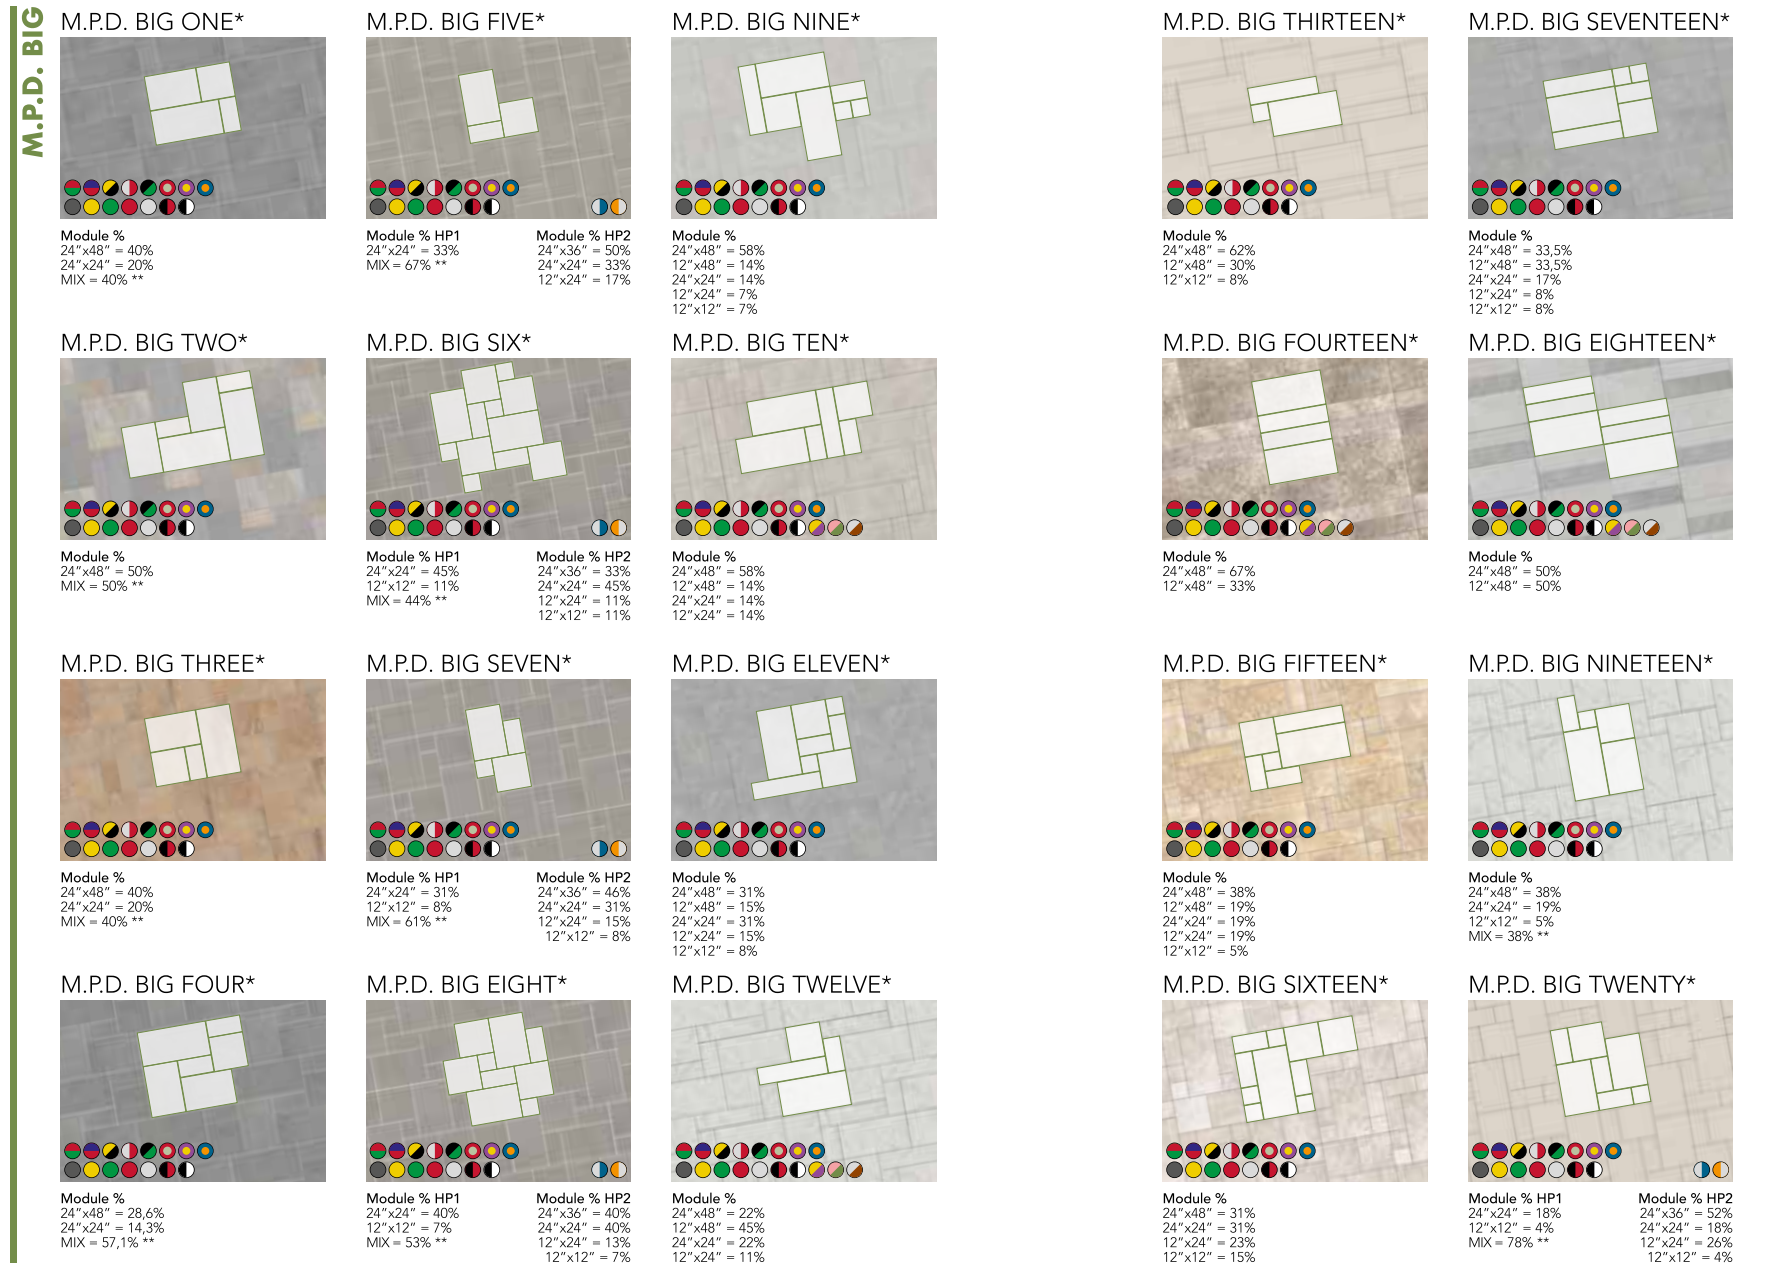 M.P.D. BIG
M.P.D. BIG ONE*
Module %
24”x48” = 40%
24”x24” = 20%
MIX = 40% **
M.P.D. BIG TWO*
Module %
24”x48” = 50%
MIX = 50% **
M.P.D. BIG THREE*
Module %
24”x48” = 40%
24”x24” = 20%
MIX = 40% **
M.P.D. BIG FOUR*
Module %
24”x48” = 28,6%
24”x24” = 14,3%
MIX = 57,1% **
M.P.D. BIG FIVE*
Module % HP1
24”x24” = 33%
MIX = 67% **
Module % HP2
24”x36” = 50%
24”x24” = 33%
12”x24” = 17%
M.P.D. BIG SIX*
Module % HP1
24”x24” = 45%
12”x12” = 11%
MIX = 44% **
Module % HP2
24”x36” = 33%
24”x24” = 45%
12”x24” = 11%
12”x12” = 11%
M.P.D. BIG SEVEN*
Module % HP1
24”x24” = 31%
12”x12” = 8%
MIX = 61% **
Module % HP2
24”x36” = 46%
24”x24” = 31%
12”x24” = 15%
12”x12” = 8%
M.P.D. BIG EIGHT*
Module % HP1
24”x24” = 40%
12”x12” = 7%
MIX = 53% **
Module % HP2
24”x36” = 40%
24”x24” = 40%
12”x24” = 13%
12”x12” = 7%
M.P.D. BIG NINE*
Module %
24”x48” = 58%
12”x48” = 14%
24”x24” = 14%
12”x24” = 7%
12”x12” = 7%
M.P.D. BIG TEN*
Module %
24”x48” = 58%
12”x48” = 14%
24”x24” = 14%
12”x24” = 14%
M.P.D. BIG ELEVEN*
Module %
24”x48” = 31%
12”x48” = 15%
24”x24” = 31%
12”x24” = 15%
12”x12” = 8%
M.P.D. BIG TWELVE*
Module %
24”x48” = 22%
12”x48” = 45%
24”x24” = 22%
12”x24” = 11%
M.P.D. BIG THIRTEEN*
Module %
24”x48” = 62%
12”x48” = 30%
12”x12” = 8%
M.P.D. BIG FOURTEEN*
Module %
24”x48” = 67%
12”x48” = 33%
M.P.D. BIG FIFTEEN*
Module %
24”x48” = 38%
12”x48” = 19%
24”x24” = 19%
12”x24” = 19%
12”x12” = 5%
M.P.D. BIG SIXTEEN*
Module %
24”x48” = 31%
24”x24” = 31%
12”x24” = 23%
12”x12” = 15%
M.P.D. BIG SEVENTEEN*
Module %
24”x48” = 33,5%
12”x48” = 33,5%
24”x24” = 17%
12”x24” = 8%
12”x12” = 8%
M.P.D. BIG EIGHTEEN*
Module %
24”x48” = 50%
12”x48” = 50%
M.P.D. BIG NINETEEN*
Module %
24”x48” = 38%
24”x24” = 19%
12”x12” = 5%
MIX = 38% **
M.P.D. BIG TWENTY*
Module % HP1
24”x24” = 18%
12”x12” = 4%
MIX = 78% **
Module % HP2
24”x36” = 52%
24”x24” = 18%
12”x24” = 26%
12”x12” = 4%